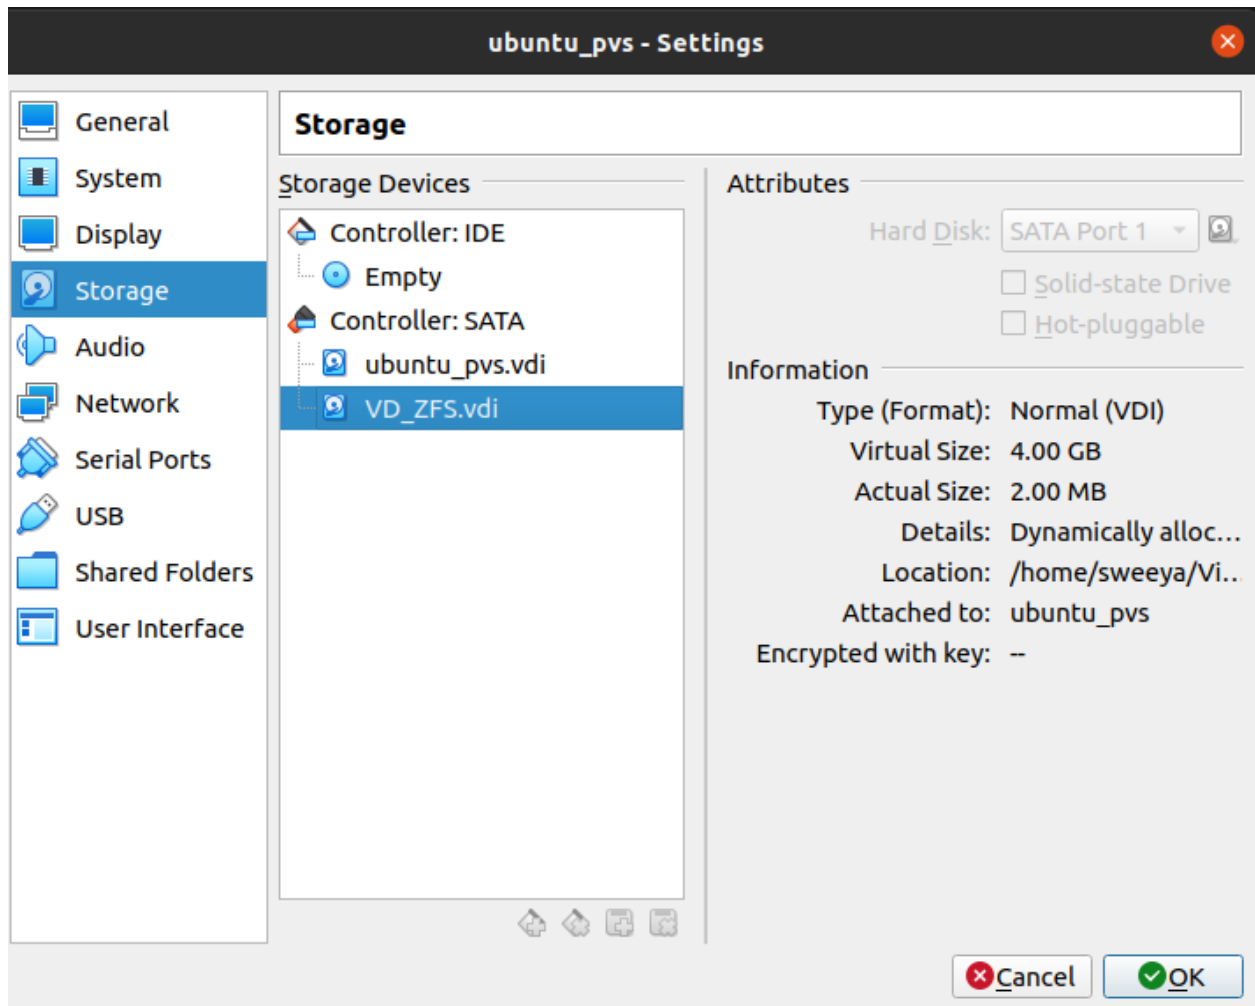 ubuntu_pvs - Settings
General
System
Display
Storage
Audio
Network
Serial Ports
USB
Shared Folders
User Interface
Storage
Storage Devices
Controller: IDE
Empty
Controller: SATA
ubuntu_pvs.vdi
VD_ZFS.vdi
Attributes
Hard Disk: SATA Port 1
Solid-state Drive
Hot-pluggable
Information
Type (Format): Normal (VDI)
Virtual Size: 4.00 GB
Actual Size: 2.00 MB
Details: Dynamically alloc...
Location: /home/sweeya/Vi...
Attached to: ubuntu_pvs
Encrypted with key: --
Cancel OK